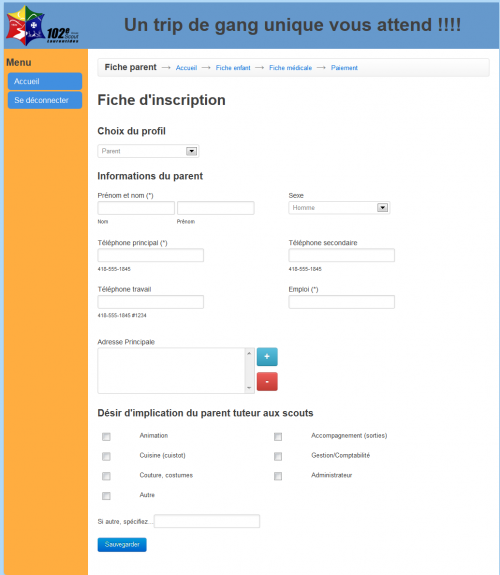 102e
Scout
Un trip de gang unique vous attend !!!!
Menu
Accueil
Se déconnecter
Fiche parent → Accueil → Fiche enfant → Fiche médicale → Paiement
Fiche d'inscription
Choix du profil
Parent
Informations du parent
Prénom et nom (*)
Sexe
Homme
Nom
Prénom
Téléphone principal (*)
Téléphone secondaire
418-555-1845
418-555-1845
Téléphone travail
Emploi (*)
418-555-1845 #1234
Adresse Principale
+
-
Désir d'implication du parent tuteur aux scouts
Animation
Accompagnement (sorties)
Cuisine (cuistot)
Gestion/Comptabilité
Couture, costumes
Administrateur
Autre
Si autre, spécifiez...
Sauvegarder